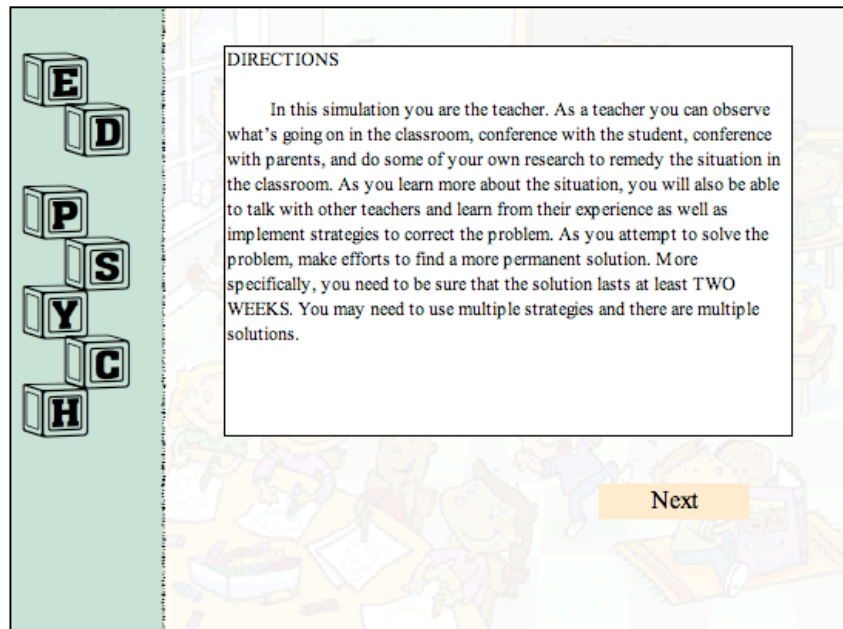 ED
PSYCH
DIRECTIONS
In this simulation you are the teacher. As a teacher you can observe
what's going on in the classroom, conference with the student, conference
with parents, and do some of your own research to remedy the situation in
the classroom. As you learn more about the situation, you will also be able
to talk with other teachers and learn from their experience as well as
implement strategies to correct the problem. As you attempt to solve the
problem, make efforts to find a more permanent solution. More
specifically, you need to be sure that the solution lasts at least TWO
WEEKS. You may need to use multiple strategies and there are multiple
solutions.
Next